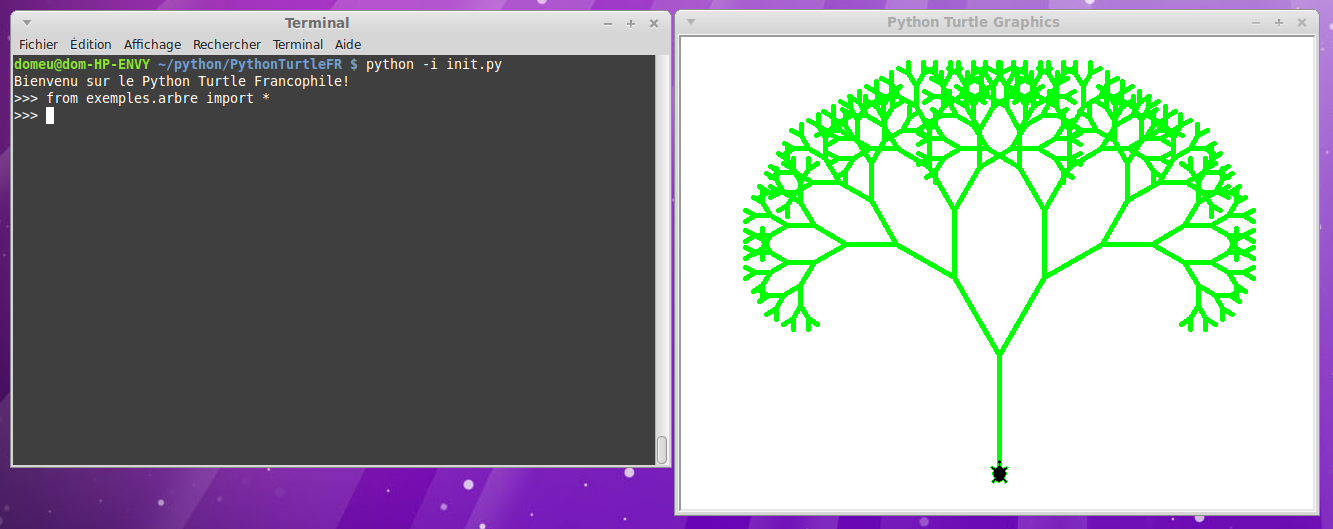 Terminal
Fichier Édition Affichage Rechercher Terminal Aide
domeu@dom-HP-ENVY ~/python/PythonTurtleFR $ python -i init.py
Bienvenu sur le Python Turtle Francophile!
>>> from exemples.arbre import *
>>>
Python Turtle Graphics